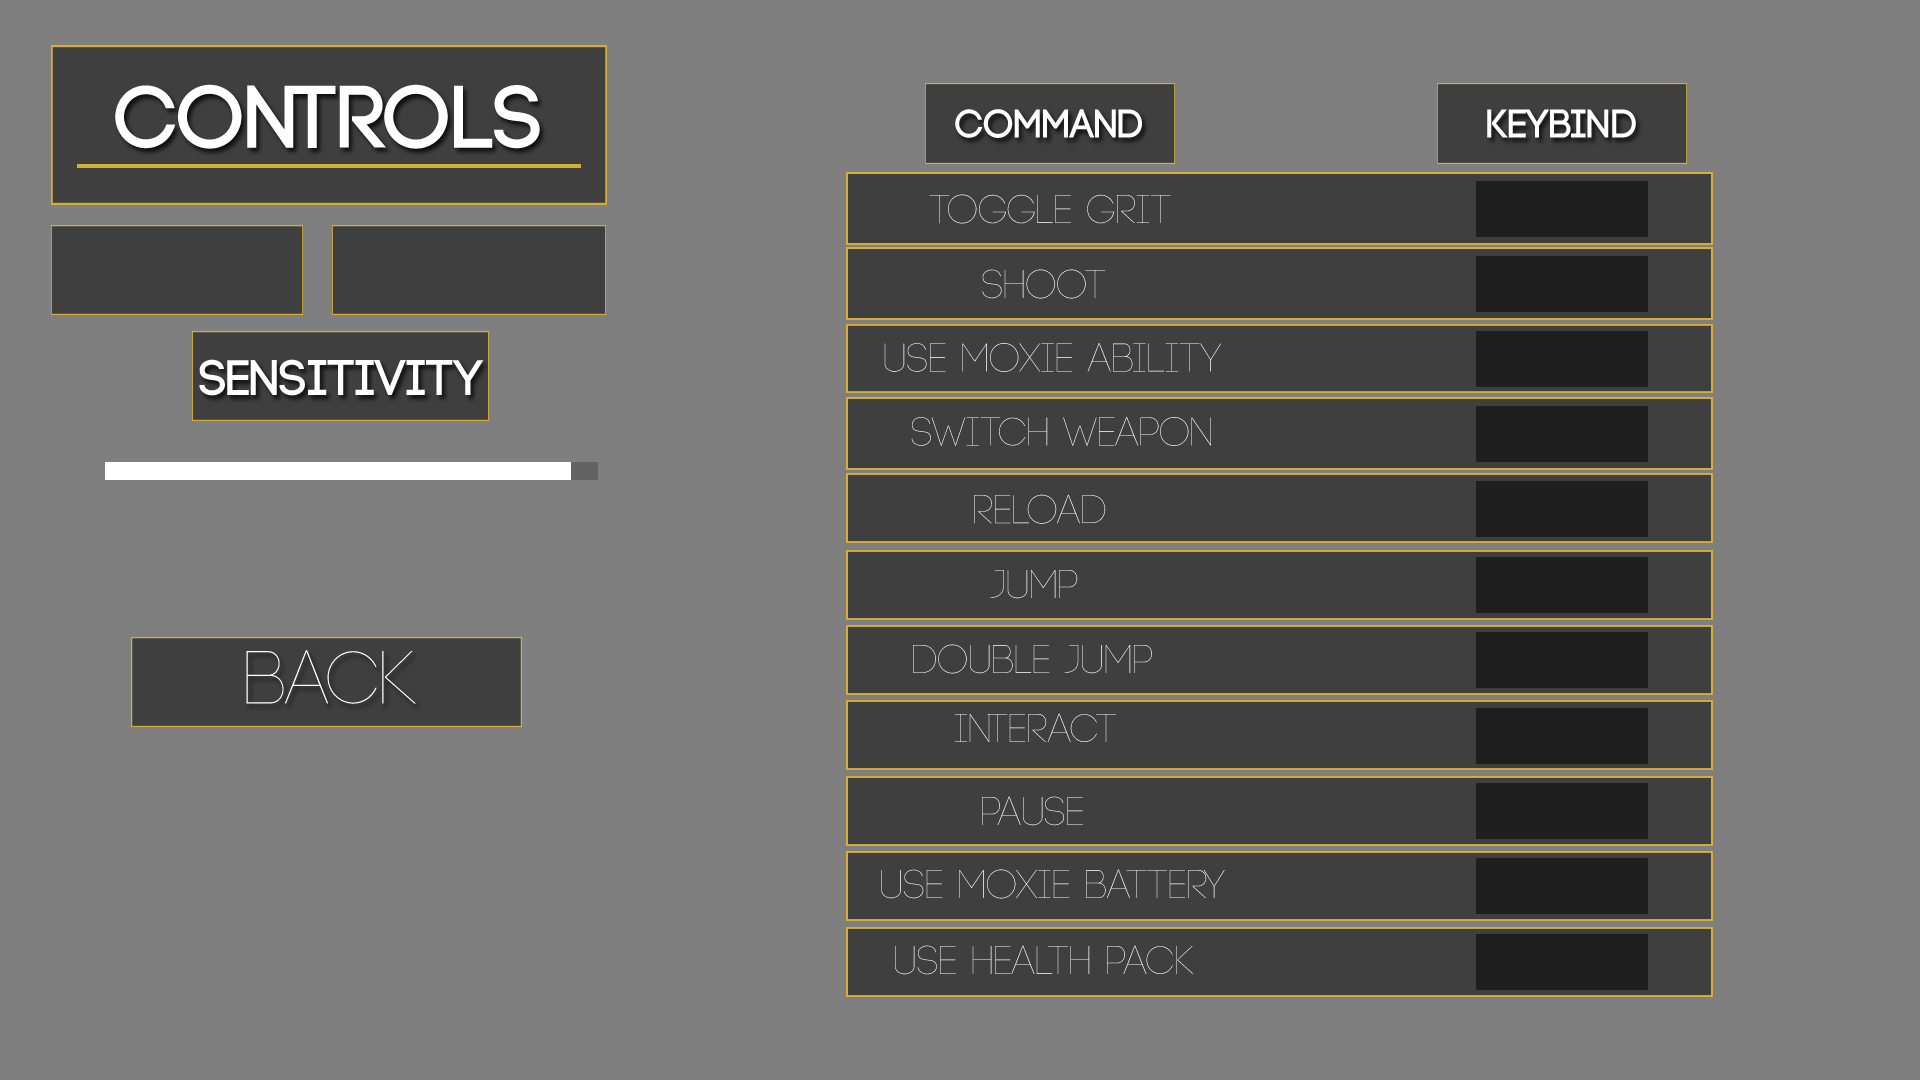 CONTROLS
SENSITIVITY
BACK
COMMAND KEYBIND
TOGGLE GRIT
SHOOT
USE MOXIE ABILITY
SWITCH WEAPON
RELOAD
JUMP
DOUBLE JUMP
INTERACT
PAUSE
USE MOXIE BATTERY
USE HEALTH PACK